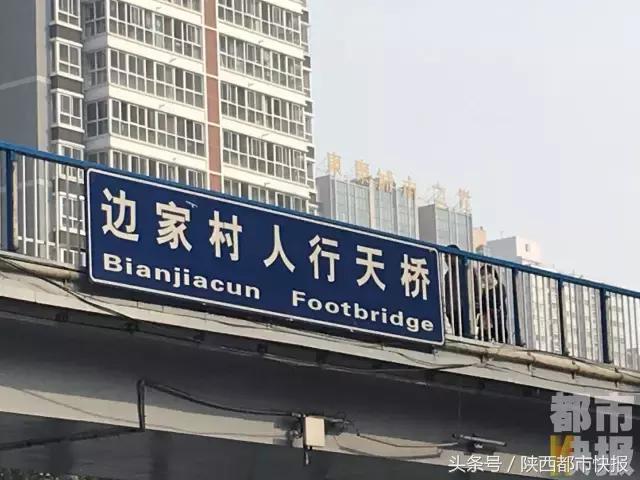 边家村人行天桥
Bianjiacun Footbridge
都市
快报
头条号 / 陕西都市快报